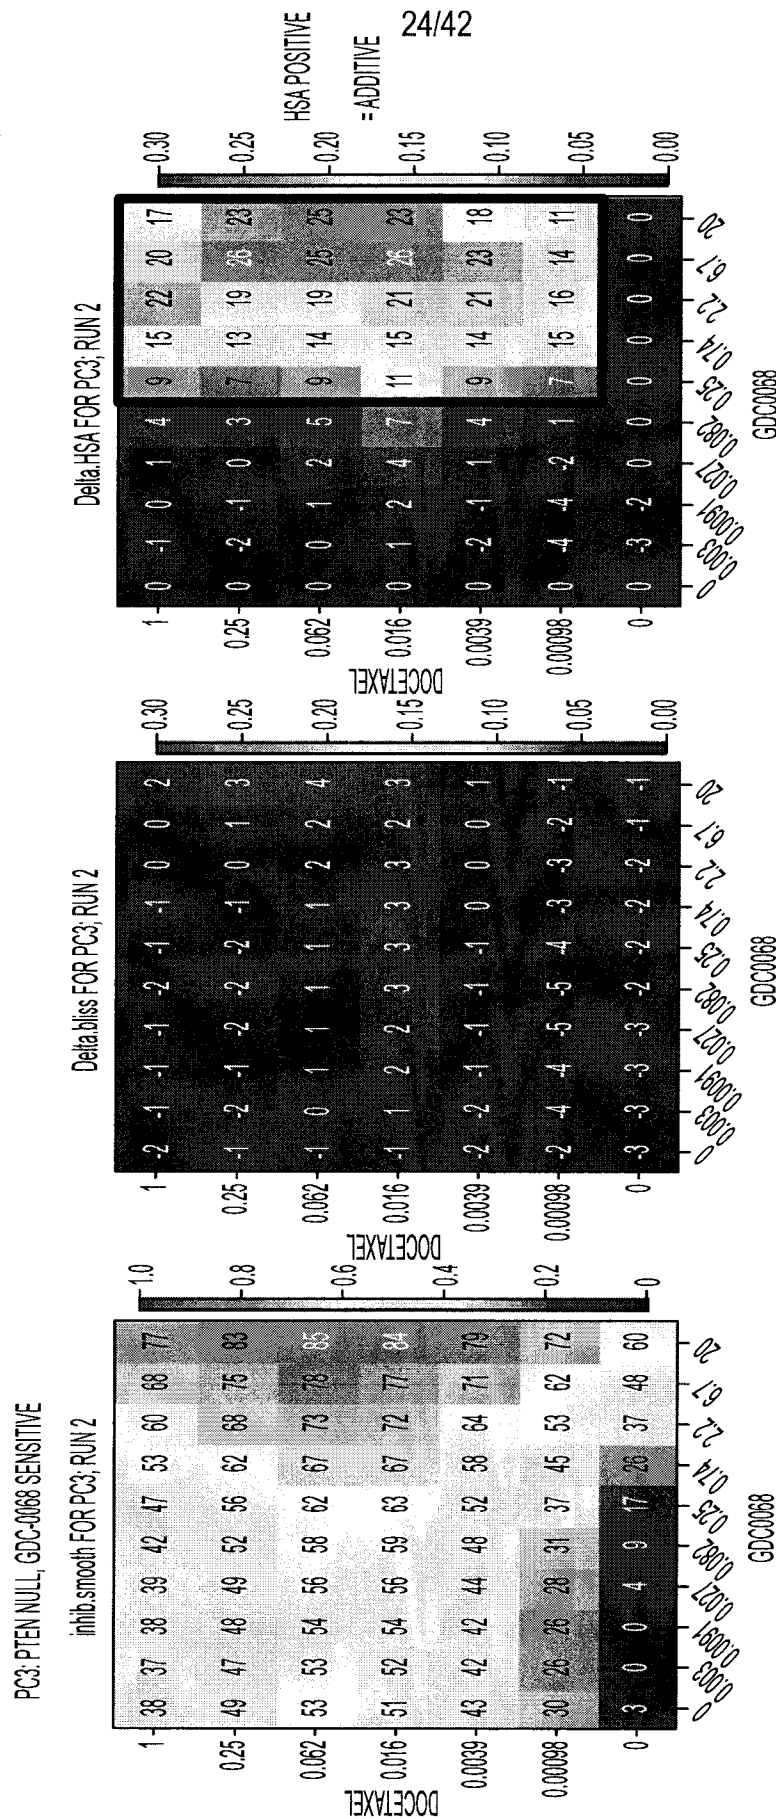 24/42
PC3: PTEN NULL, GDC-0068 SENSITIVE
inhib.smooth FOR PC3; RUN 2
DOCETAXEL
1 38 37 38 39 42 47 53 60 68 77
0.25 49 47 48 49 52 56 62 68 75 83
0.062 53 53 54 56 58 62 67 73 78 85
0.016 51 52 54 56 59 63 67 72 77 84
0.0039 43 42 42 44 48 52 58 64 71 79
0.00098 30 26 26 28 31 37 45 53 62 72
0 3 0 0 4 9 17 26 37 48 60
0 0.003 0.0091 0.027 0.082 0.25 0.74 2.2 6.7 20
GDC0068
1.0
0.8
0.6
0.4
0.2
0
Delta.bliss FOR PC3; RUN 2
DOCETAXEL
1 -2 -1 -1 -1 -2 -1 -1 0 0 2
0.25 -1 -2 -1 -2 -2 -2 -1 0 1 3
0.062 -1 0 1 1 1 1 1 2 2 4
0.016 -1 1 2 2 3 3 3 3 2 3
0.0039 -2 -2 -1 -1 -1 -1 0 0 0 1
0.00098 -2 -4 -4 -5 -5 -4 -3 -3 -2 -1
0 -3 -3 -3 -3 -2 -2 -2 -2 -1 -1
0 0.003 0.0091 0.027 0.082 0.25 0.74 2.2 6.7 20
GDC0068
0.30
0.25
0.20
0.15
0.10
0.05
0.00
Delta.HSA FOR PC3; RUN 2
DOCETAXEL
1 0 -1 0 1 4 9 15 22 20 17
0.25 0 -2 -1 0 3 7 13 19 26 23
0.062 0 0 1 2 5 9 14 19 25 25
0.016 0 1 2 4 7 11 15 21 26 23
0.0039 0 -2 -1 1 4 9 14 21 23 18
0.00098 0 -4 -4 -2 1 7 15 16 14 11
0 0 -3 -2 0 0 0 0 0 0 0
0 0.003 0.0091 0.027 0.082 0.25 0.74 2.2 6.7 20
GDC0068
0.30
0.25
0.20
0.15
0.10
0.05
0.00
HSA POSITIVE
= ADDITIVE